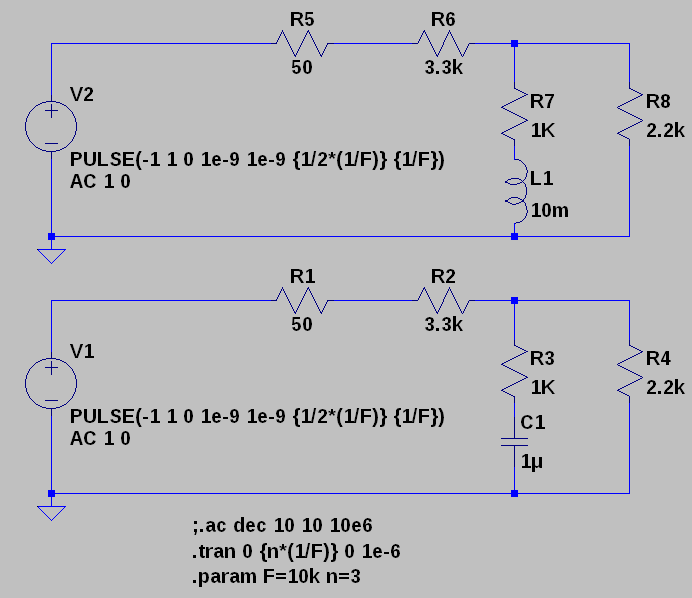 R5
50
R6
3.3k
V2
R7
1K
R8
2.2k
PULSE(-1 1 0 1e-9 1e-9 {1/2*(1/F)} {1/F})
AC 1 0
L1
10m
R1
50
R2
3.3k
V1
R3
1K
R4
2.2k
PULSE(-1 1 0 1e-9 1e-9 {1/2*(1/F)} {1/F})
AC 1 0
C1
1µ
;.ac dec 10 10 10e6
.tran 0 {n*(1/F)} 0 1e-6
.param F=10k n=3